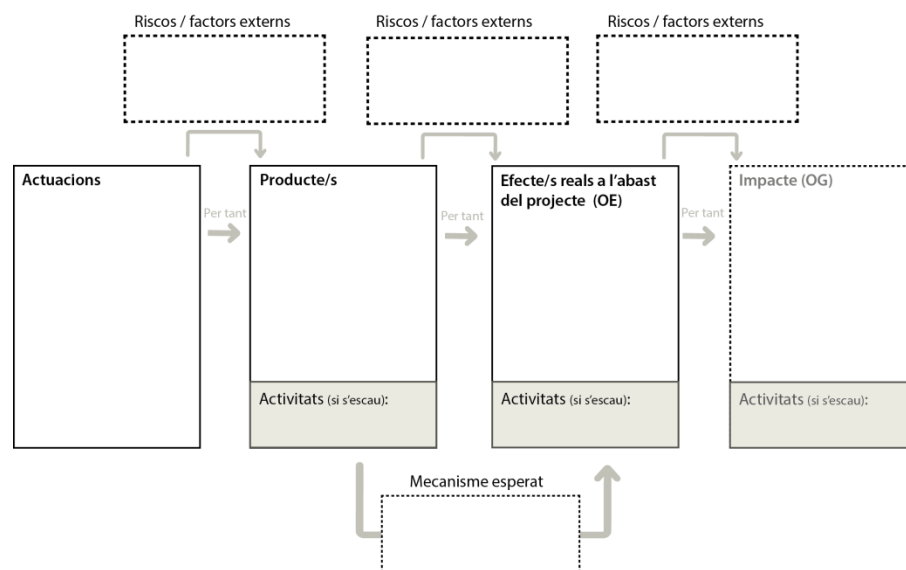 Riscos / factors externs
Riscos / factors externs
Riscos / factors externs
Actuacions
Per tant
Producte/s
Per tant
Efecte/s reals a l'abast
del projecte (OE)
Per tant
Impacte (OG)
Activitats (si s'escau):
Activitats (si s'escau):
Activitats (si s'escau):
Mecanisme esperat